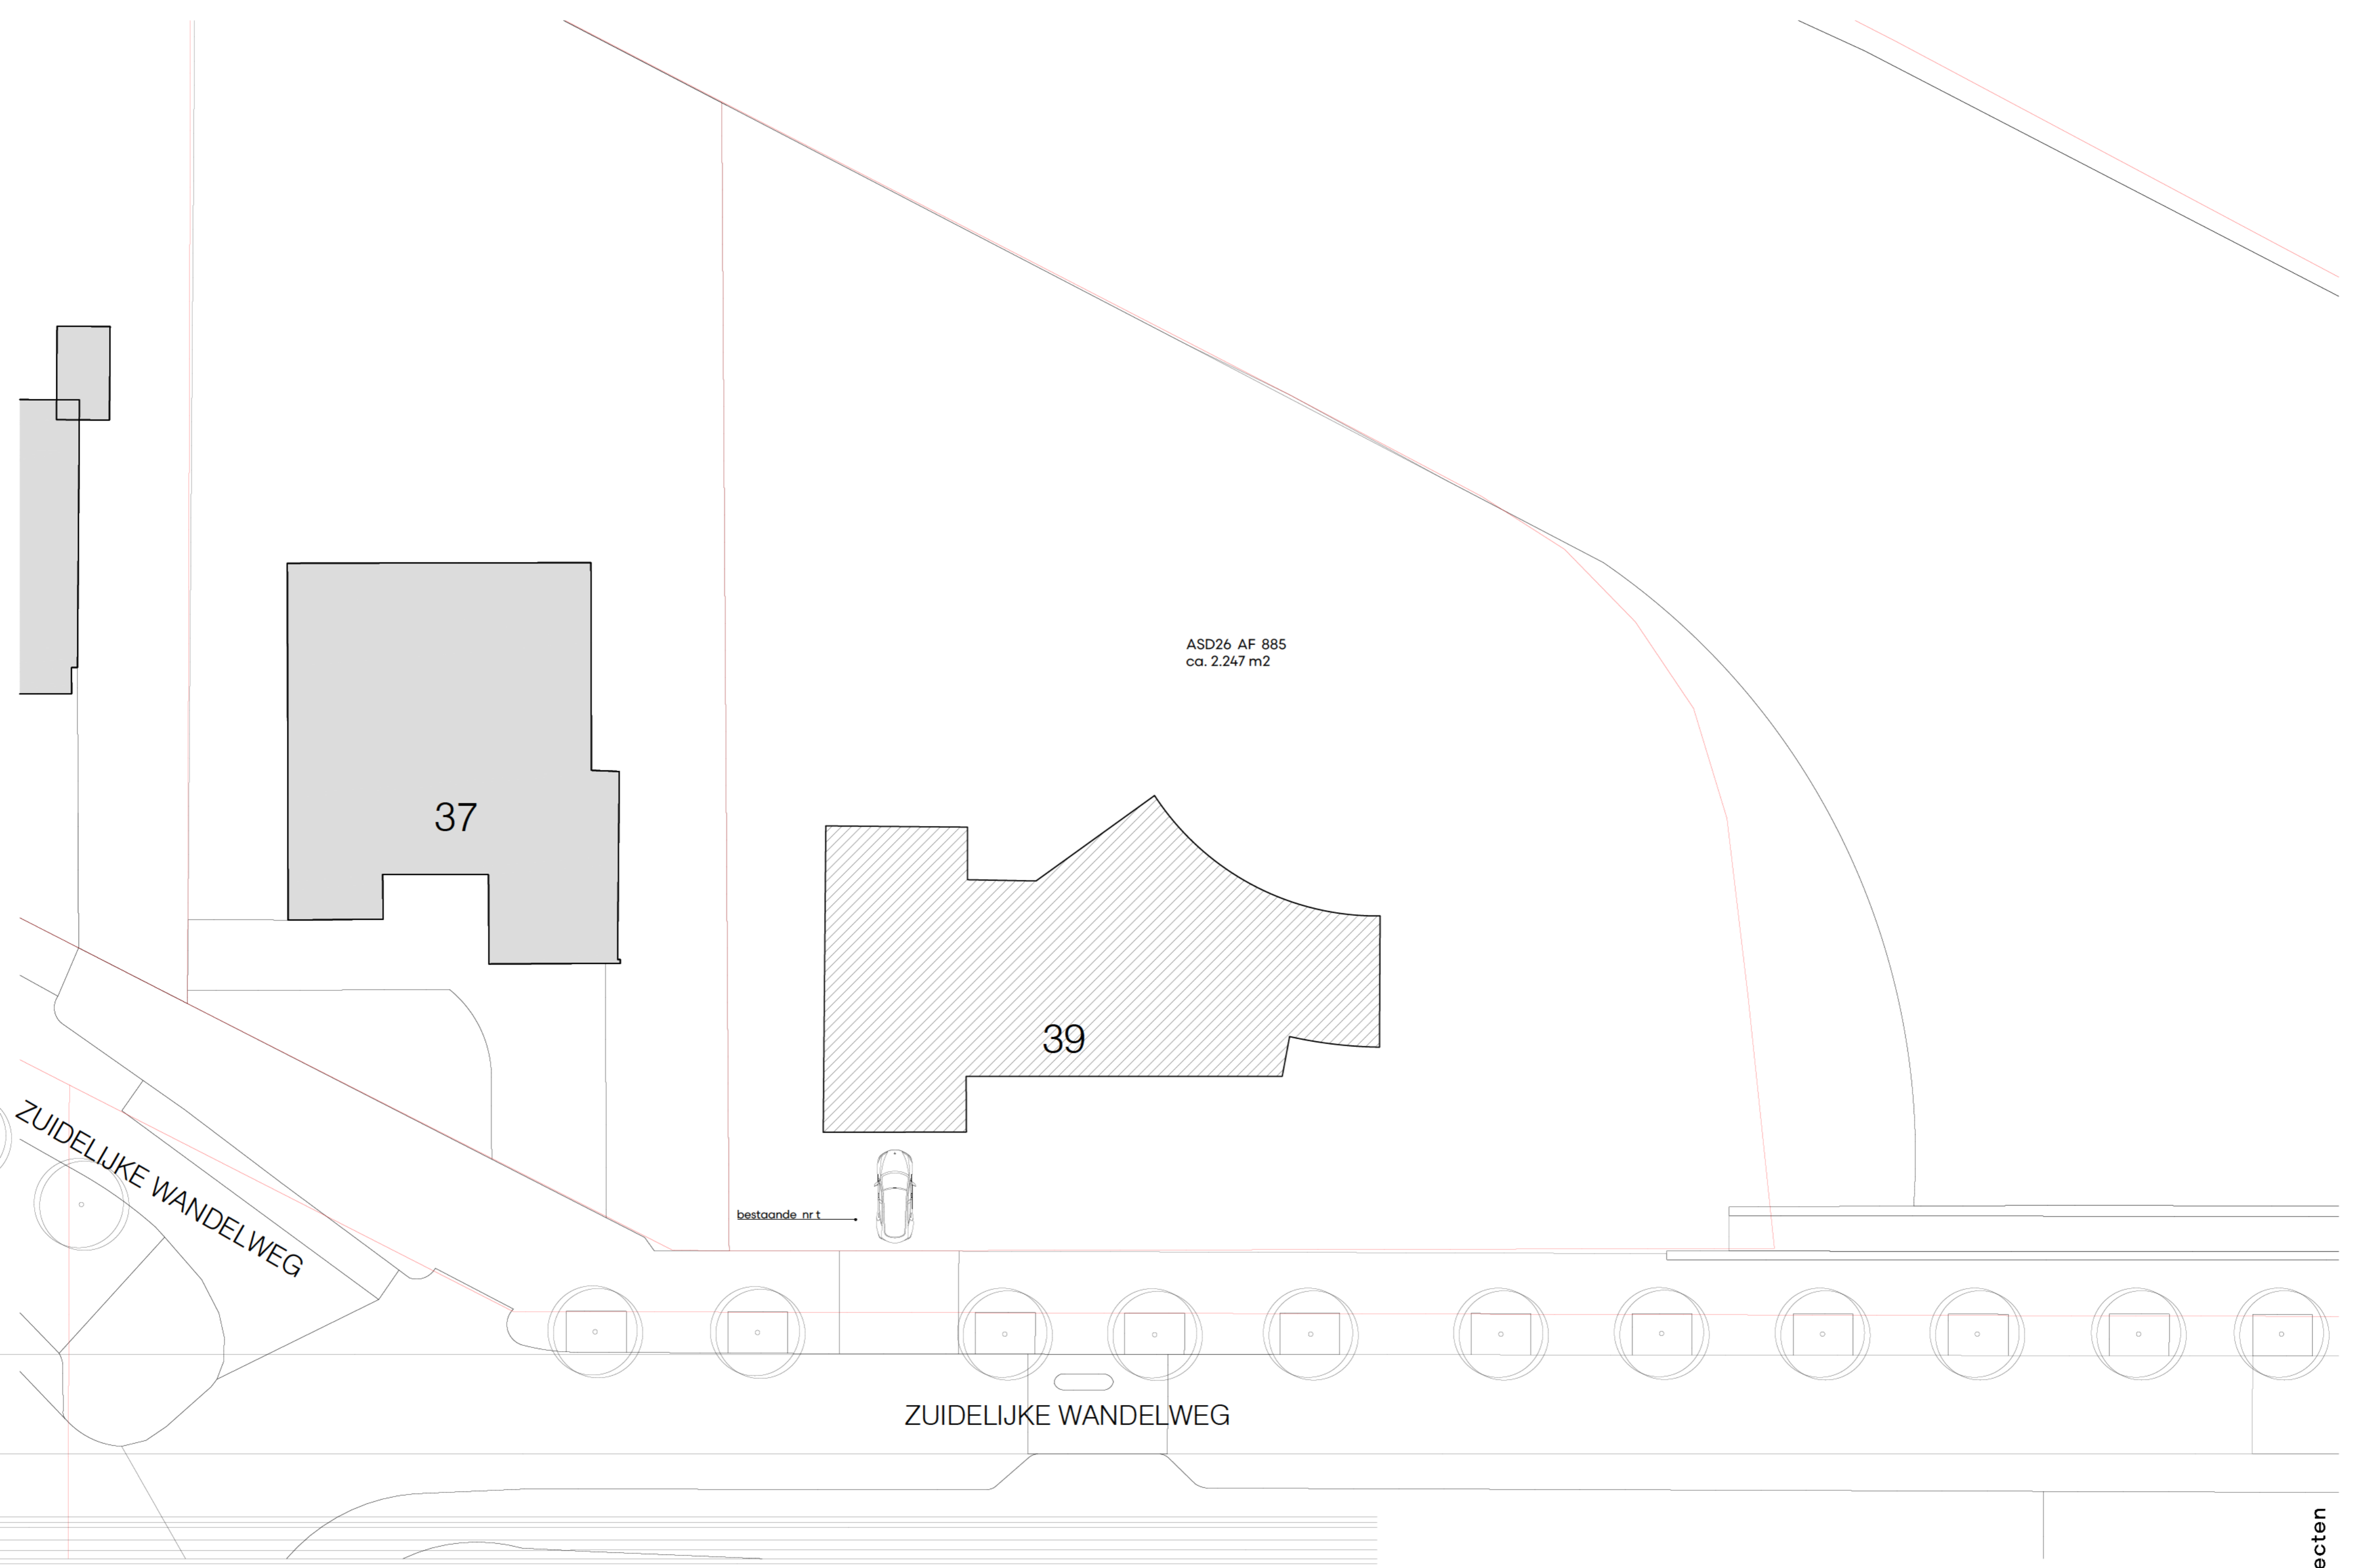 ASD26 AF 885
ca. 2.247 m2
37
39
bestaande nr t
ZUIDELIJKE WANDELWEG
ZUIDELIJKE WANDELWEG
ecten